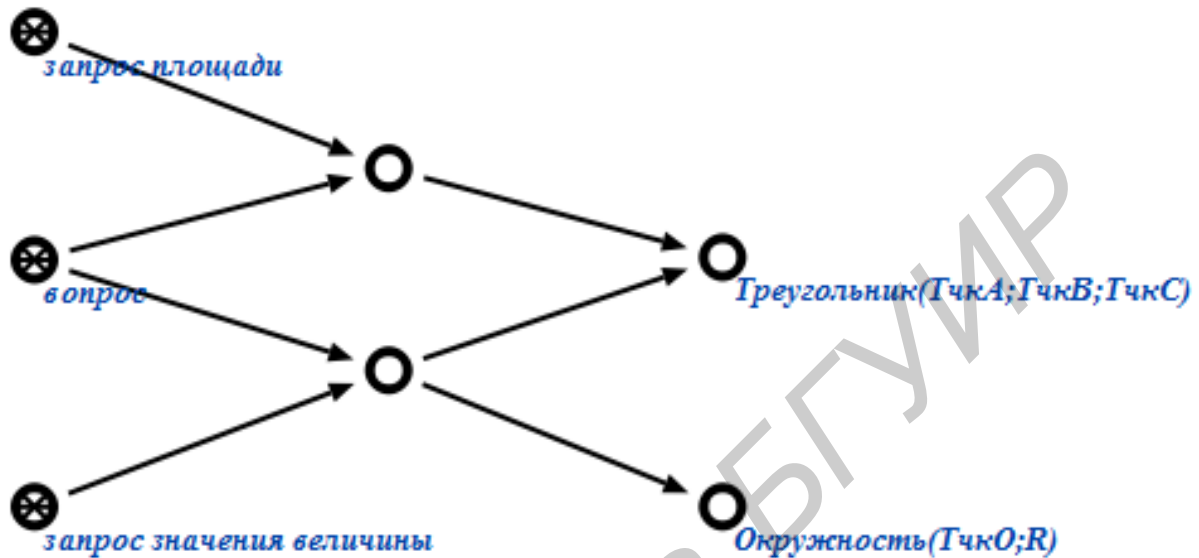 запрос площади
вопрос
Треугольник(ТчкА;ТчкВ;ТчкС)
запрос значения величины
Окружность(ТчкО;R)
БГУИР